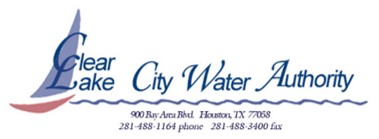 Clear
Lake City Water Authority
900 Bay Area Blvd. Houston, TX 77058
281-488-1164 phone 281-488-3400 fax